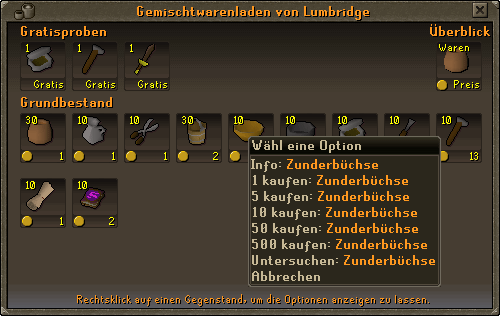 Gemischtwarenladen von Lumbridge
Gratisproben
Überblick
1 1 1 Waren
Gratis Gratis Gratis Preis
Grundbestand
30 10 10 30 10 10 10 10 10
1 1 1 2 13
Wähl eine Option
Info: Zunderbüchse
1 kaufen: Zunderbüchse
5 kaufen: Zunderbüchse
10 kaufen: Zunderbüchse
50 kaufen: Zunderbüchse
500 kaufen: Zunderbüchse
Untersuchen: Zunderbüchse
Abbrechen
10 10
1 2
Rechtsklick auf einen Gegenstand, um die Optionen anzuzeigen zu lassen.